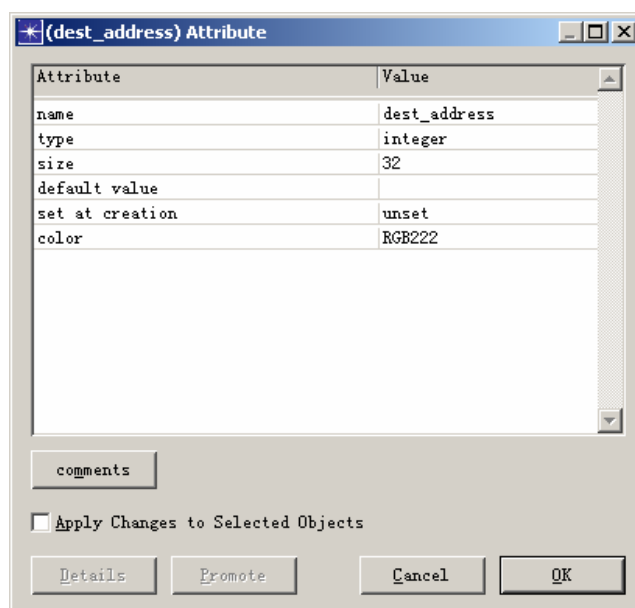 (dest_address) Attribute
Attribute Value
name dest_address
type integer
size 32
default value
set at creation unset
color RGB222
comments
Apply Changes to Selected Objects
Details Promote Cancel OK